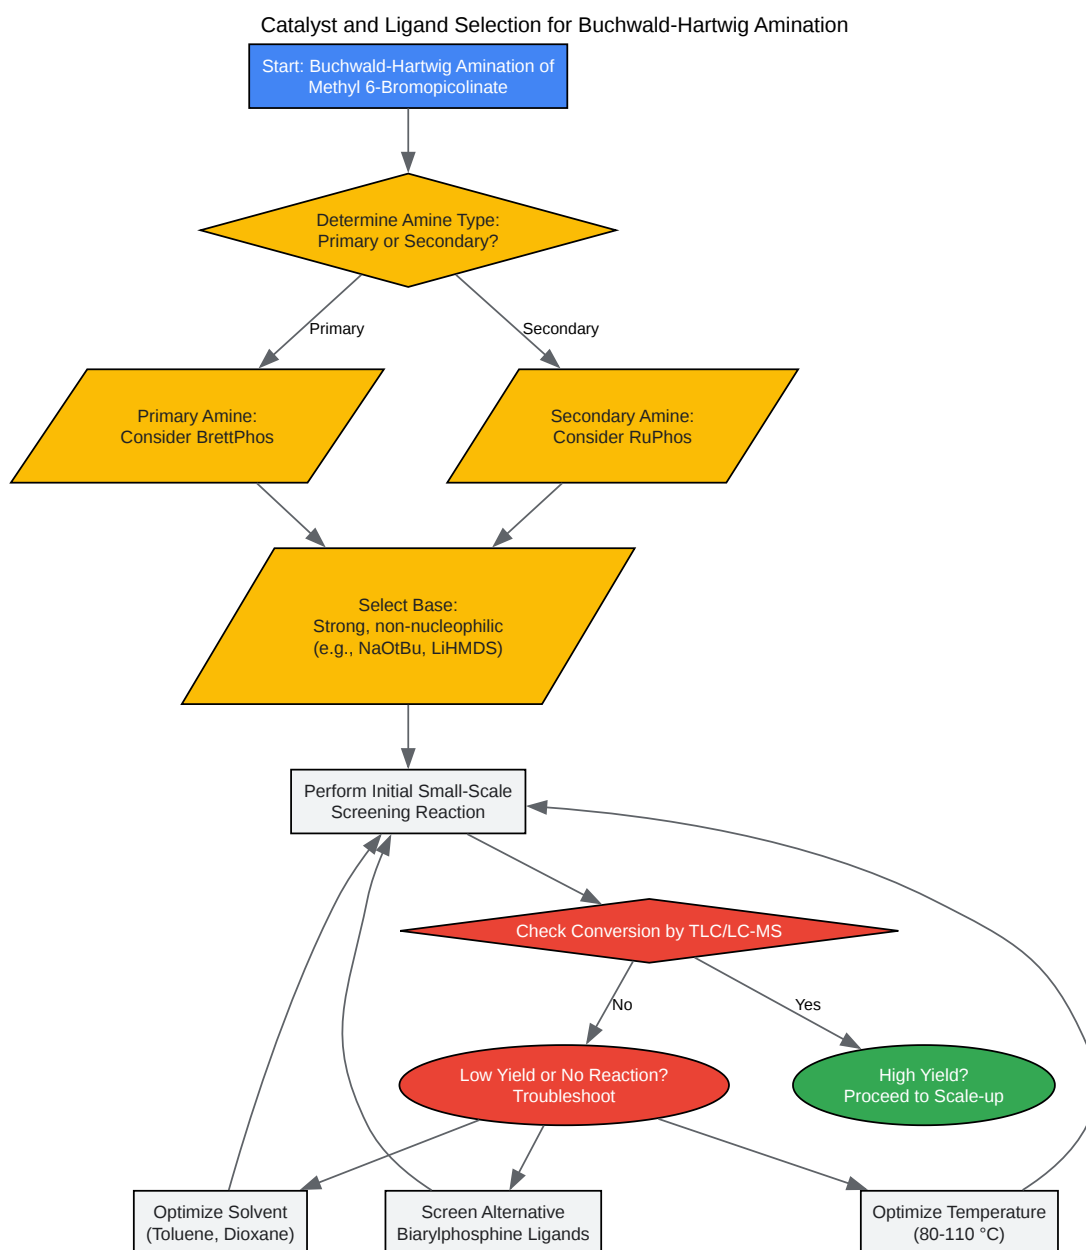 Catalyst and Ligand Selection for Buchwald-Hartwig Amination
Start: Buchwald-Hartwig Amination of
Methyl 6-Bromopicolinate
Determine Amine Type:
Primary or Secondary?
Primary
Secondary
Primary Amine:
Consider BrettPhos
Secondary Amine:
Consider RuPhos
Select Base:
Strong, non-nucleophilic
(e.g., NaOtBu, LiHMDS)
Perform Initial Small-Scale
Screening Reaction
Check Conversion by TLC/LC-MS
No
Yes
Low Yield or No Reaction?
Troubleshoot
High Yield?
Proceed to Scale-up
Optimize Solvent
(Toluene, Dioxane)
Screen Alternative
Biarylphosphine Ligands
Optimize Temperature
(80-110 °C)